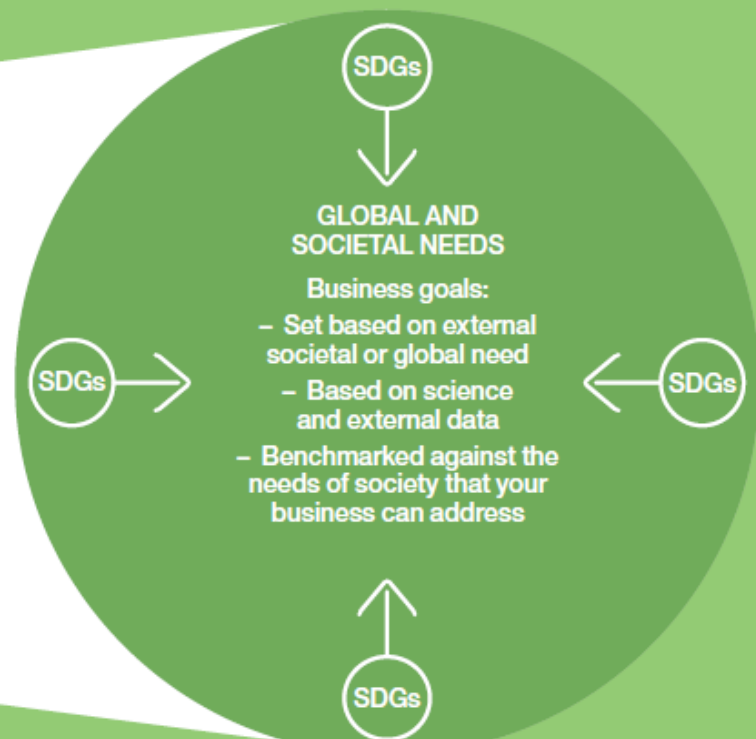 SDGs
GLOBAL AND
SOCIETAL NEEDS
Business goals:
– Set based on external
societal or global need
– Based on science
and external data
– Benchmarked against the
needs of society that your
business can address
SDGs
SDGs
SDGs